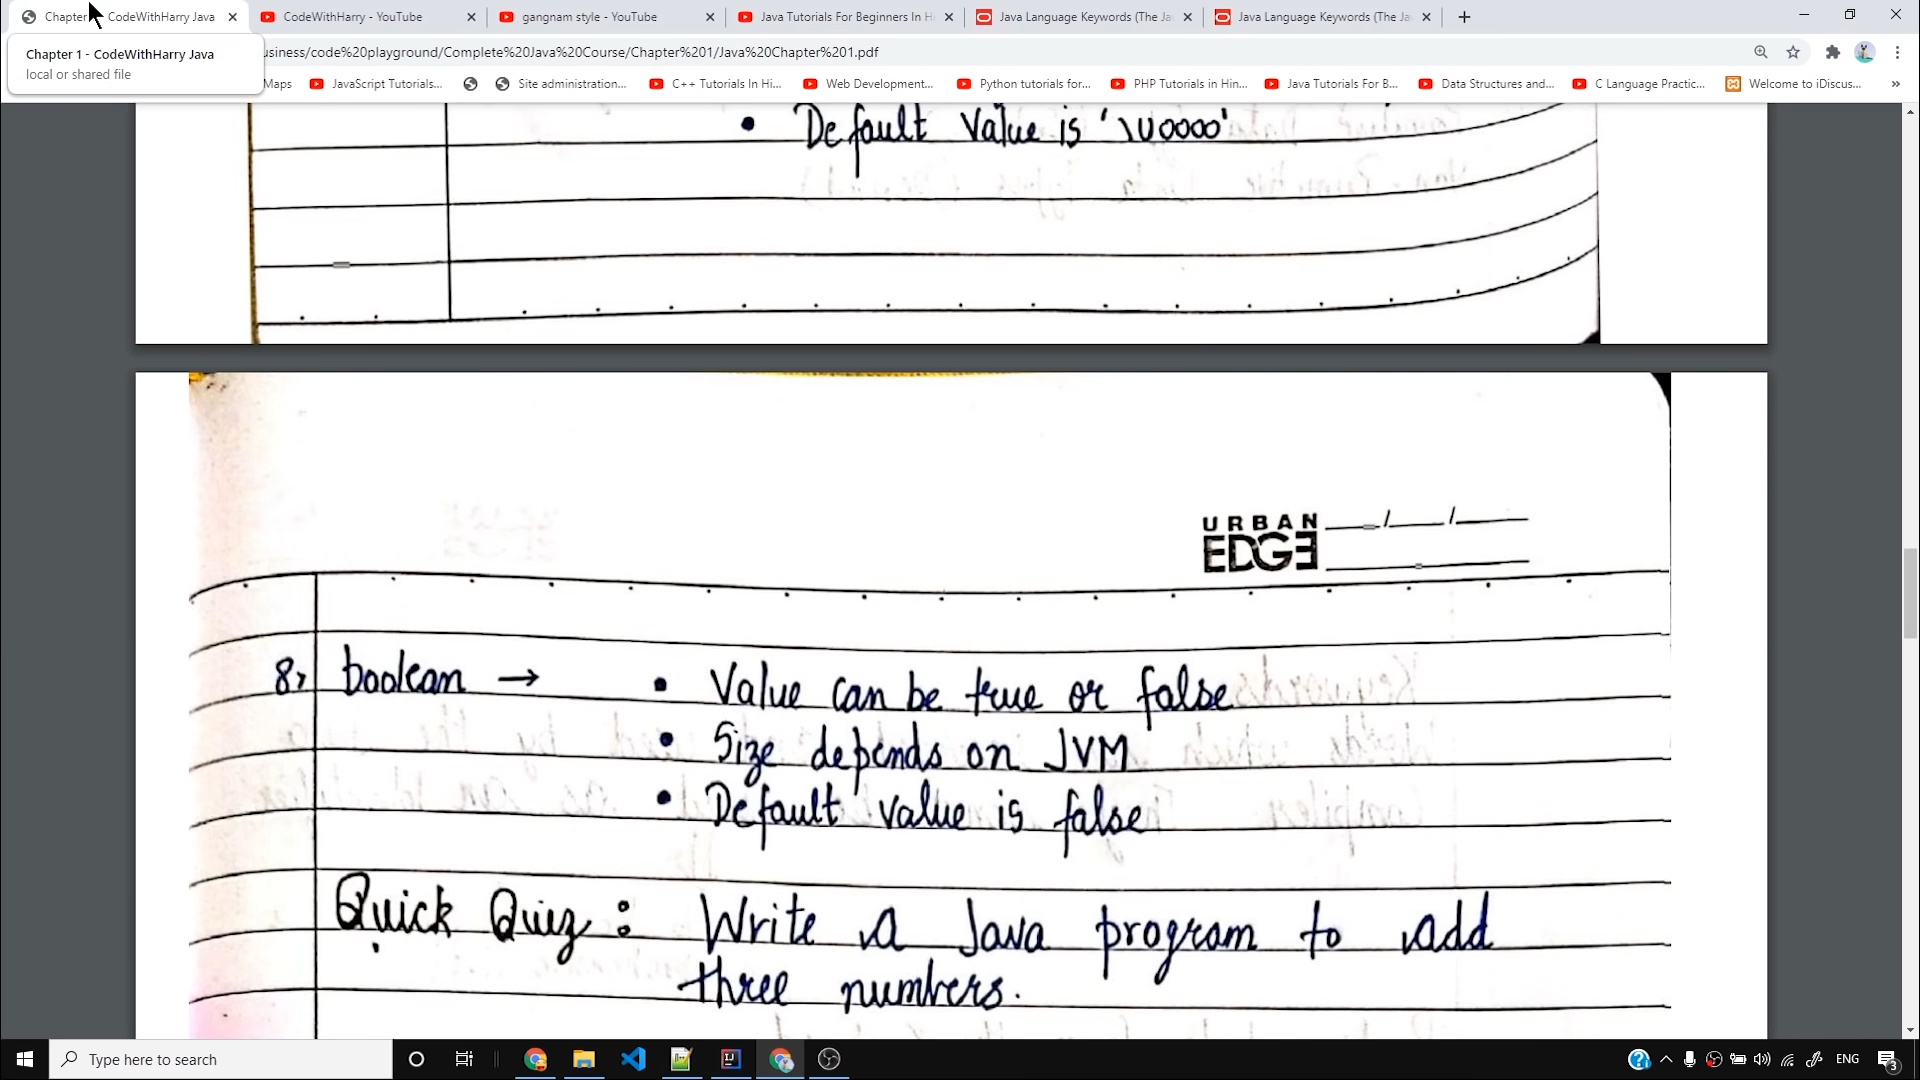 Chapter CodeWithHarry Java
CodeWithHarry - YouTube
gangnam style - YouTube
Java Tutorials For Beginners In Hi
Java Language Keywords (The Ja
Java Language Keywords (The Ja
Chapter 1 - CodeWithHarry Java
local or shared file
usiness/code%20playground/Complete%20Java%20Course/Chapter%201/Java%20Chapter%201.pdf
Maps
JavaScript Tutorials...
Site administration...
C++ Tutorials In Hi...
Web Development...
Python tutorials for...
PHP Tutorials in Hin...
Java Tutorials For B...
Data Structures and...
C Language Practic...
Welcome to iDiscus...
• Default Value is '\u0000'
URBAN
EDGE
8> boolean → • Value can be true or false
• Size depends on JVM
• Default value is false
Quick Quiz : Write a Java program to add
three numbers.
Type here to search
ENG
3